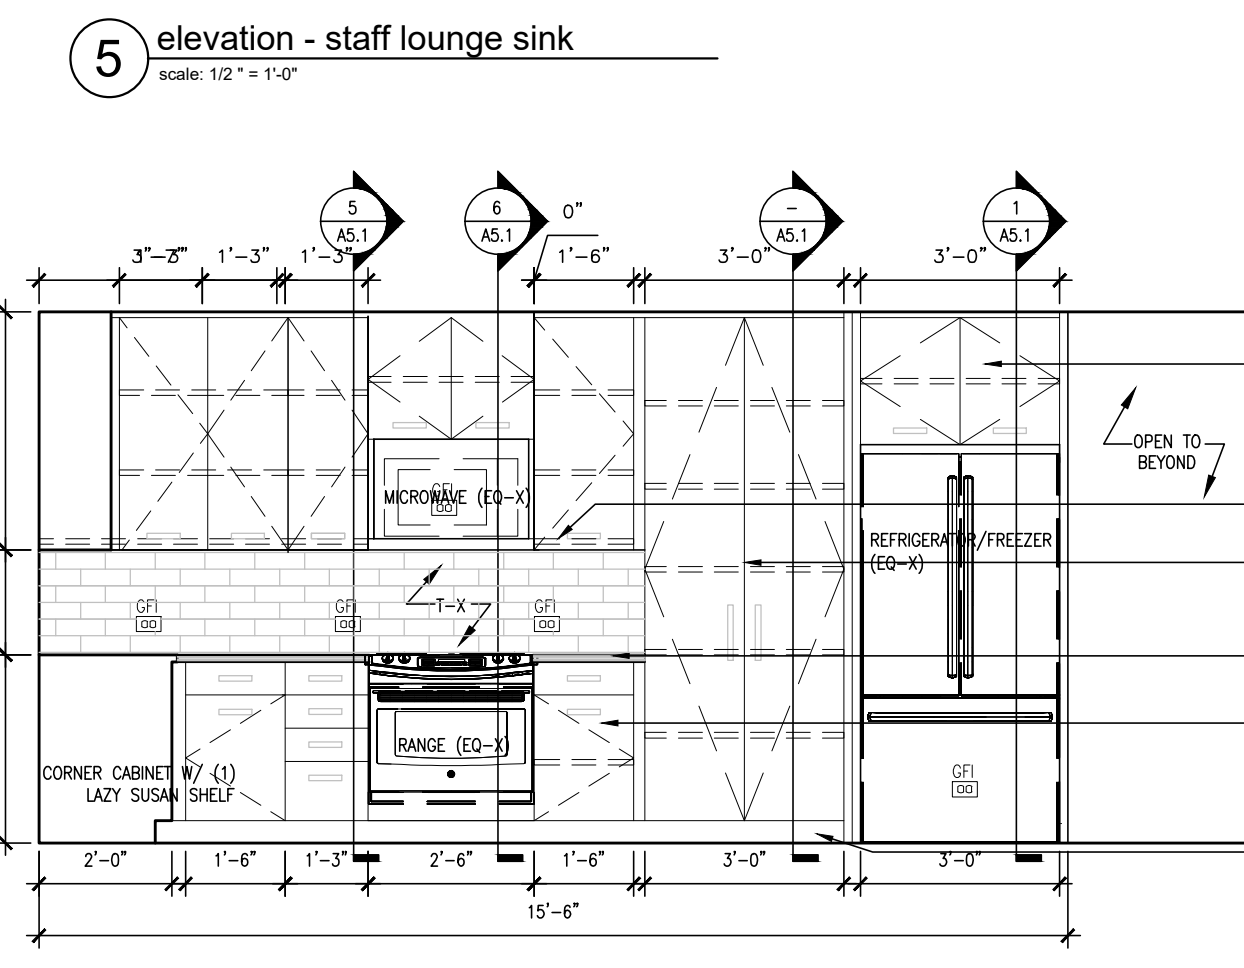 5
elevation - staff lounge sink
scale: 1/2 " = 1'-0"
5
A5.1
6
A5.1
–
A5.1
1
A5.1
0”
1’–3” 1’–3” 1’–6” 3’–0” 3’–0”
OPEN TO
BEYOND
GFI
MICROWAVE (EQ–X)
REFRIGERATOR/FREEZER
(EQ–X)
GFI GFI T–X GFI
RANGE (EQ–X)
CORNER CABINET W/ (1)
LAZY SUSAN SHELF
GFI
2’–0” 1’–6” 1’–3” 2’–6” 1’–6” 3’–0” 3’–0”
15’–6”